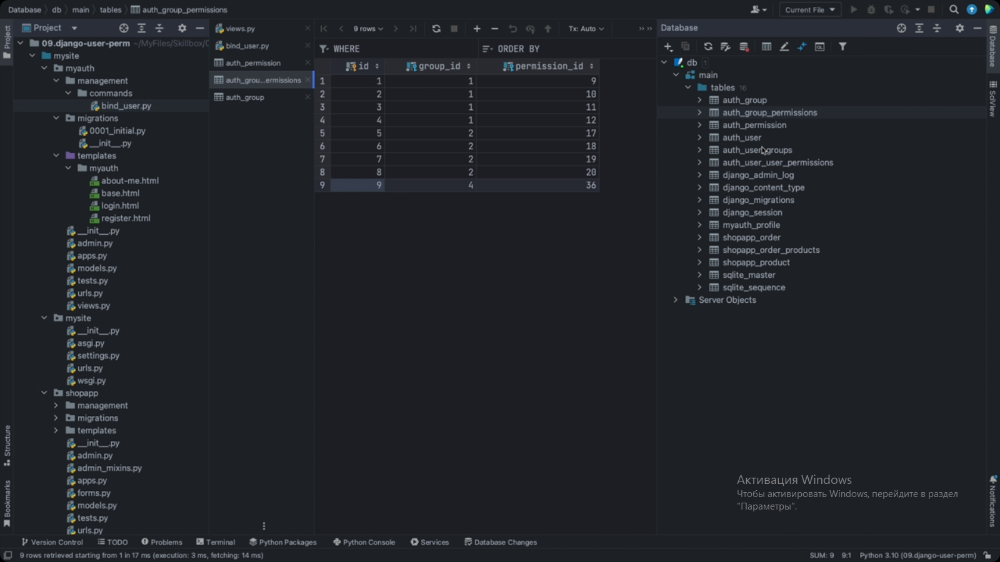 Database db main tables auth_group_permissions
Current File
Project
09.django-user-perm ~/MyFiles/Skillbox/
mysite
myauth
management
commands
bind_user.py
migrations
0001_initial.py
__init__.py
templates
myauth
about-me.html
base.html
login.html
register.html
__init__.py
admin.py
apps.py
models.py
tests.py
urls.py
views.py
mysite
__init__.py
asgi.py
settings.py
urls.py
wsgi.py
shopapp
management
migrations
templates
__init__.py
admin.py
admin_mixins.py
apps.py
forms.py
models.py
tests.py
urls.py
Project
Structure
Bookmarks
views.py
bind_user.py
auth_permission
auth_grou...ermissions
auth_group
9 rows
Tx: Auto
WHERE ORDER BY
id group_id permission_id
1 1 1 9
2 2 1 10
3 3 1 11
4 4 1 12
5 5 2 17
6 6 2 18
7 7 2 19
8 8 2 20
9 9 4 36
Database
db 1
main
tables 16
auth_group
auth_group_permissions
auth_permission
auth_user
auth_user_groups
auth_user_user_permissions
django_admin_log
django_content_type
django_migrations
django_session
myauth_profile
shopapp_order
shopapp_order_products
shopapp_product
sqlite_master
sqlite_sequence
Server Objects
Database
SciView
Notifications
Активация Windows
Чтобы активировать Windows, перейдите в раздел
"Параметры".
Version Control TODO Problems Terminal Python Packages Python Console Services Database Changes
9 rows retrieved starting from 1 in 17 ms (execution: 3 ms, fetching: 14 ms)
SUM: 9 9:1 Python 3.10 (09.django-user-perm)